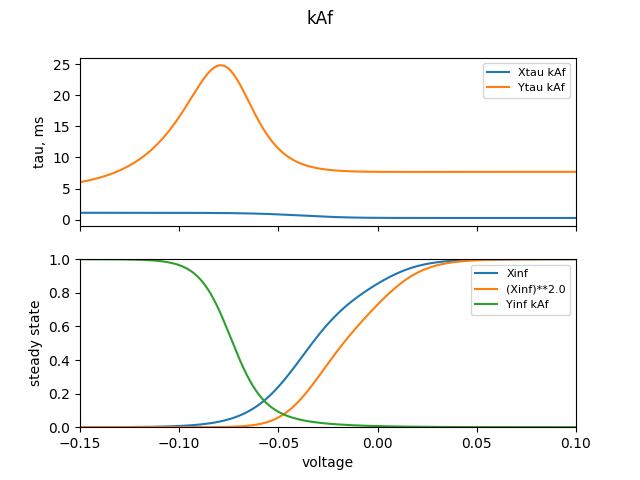 kAf
25
20
15
10
5
0
tau, ms
Xtau kAf
Ytau kAf
1.0
0.8
0.6
0.4
0.2
0.0
steady state
Xinf
(Xinf)**2.0
Yinf kAf
−0.15 −0.10 −0.05 0.00 0.05 0.10
voltage